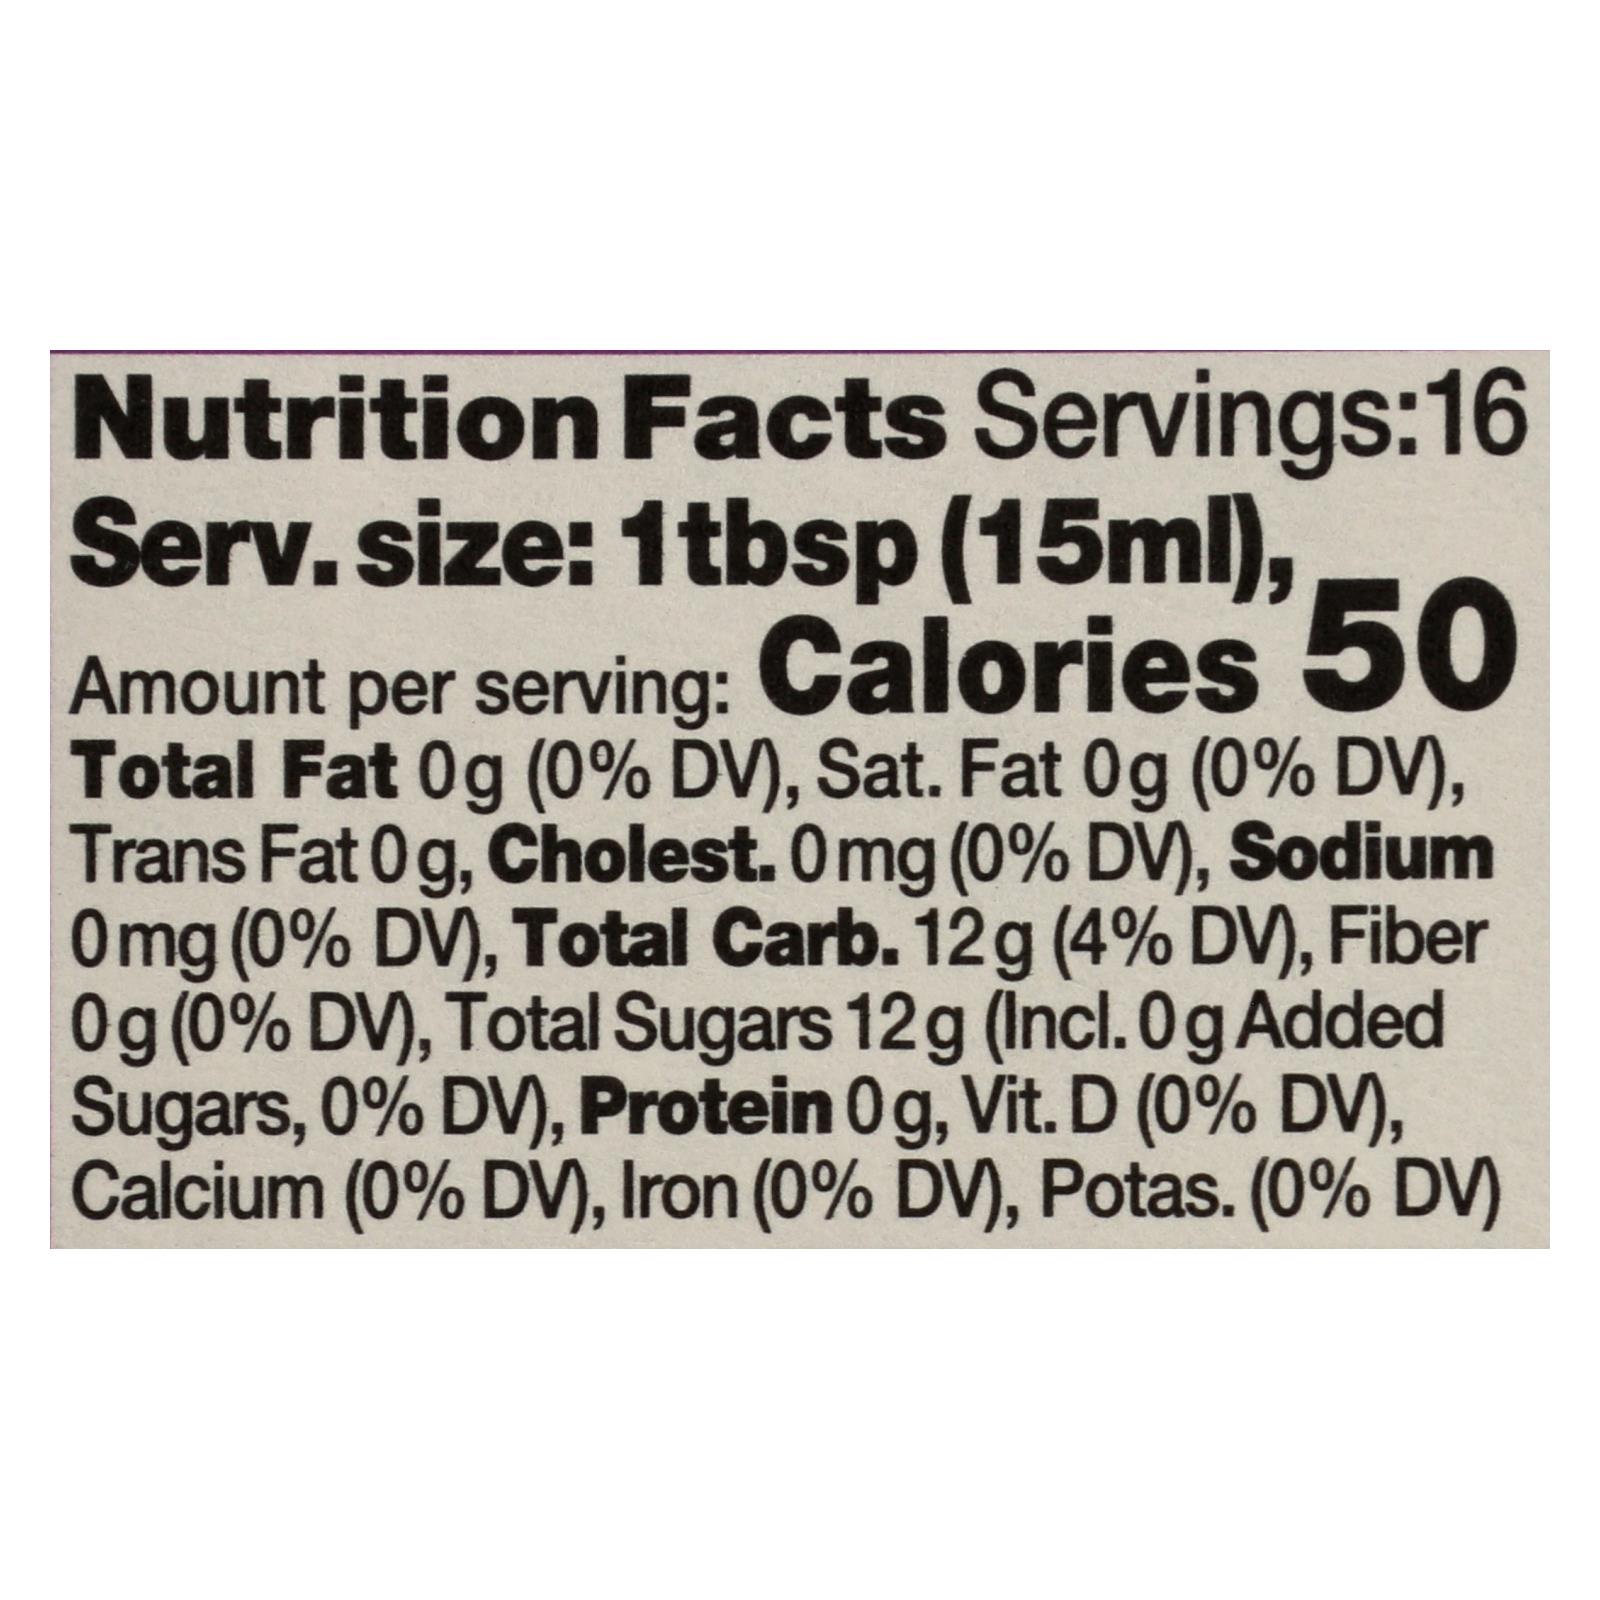 Nutrition Facts Servings:16
Serv. size: 1 tbsp (15ml),
Amount per serving: Calories 50
Total Fat 0g (0% DV), Sat. Fat 0g (0% DV),
Trans Fat 0g, Cholest. 0mg (0% DV), Sodium
0mg (0% DV), Total Carb. 12g (4% DV), Fiber
0g (0% DV), Total Sugars 12g (Incl. 0g Added
Sugars, 0% DV), Protein 0g, Vit. D (0% DV),
Calcium (0% DV), Iron (0% DV), Potas. (0% DV)